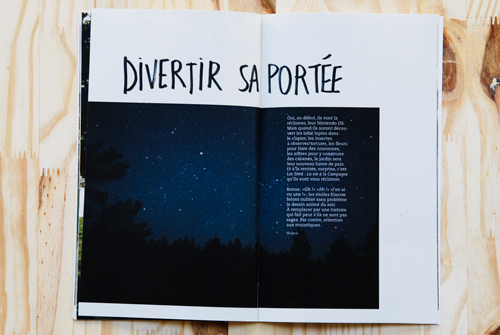 DIVERTIR SA PORTÉE
Oui, au début, ils vont la
réclamer, leur Nintendo DS.
Mais quand ils auront décou-
vert les bébé lapins dans
le clapier, les insectes
à observer/torturer, les fleurs
pour faire des couronnes,
les arbres pour y construire
des cabanes, le jardin sera
leur nouveau havre de paix.
Et à la rentrée, surprise, c'est
Les Sims : La vie à la Campagne
qu'ils vont vous réclamer.
Bonus : «Oh !» «Ah !» «J'en ai
vu une !» : les étoiles filantes
feront oublier sans problème
le dessin animé du soir.
À remplacer par une histoire
qui fait peur s'ils ne sont pas
sages. Par contre, attention
aux moustiques.